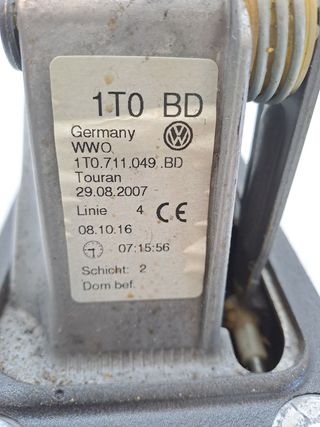 1T0 BD
Germany
WWO
1T0.711.049 .BD
Touran
29.08.2007
Linie 4 CE
08.10.16
07:15:56
Schicht: 2
Dom bef.